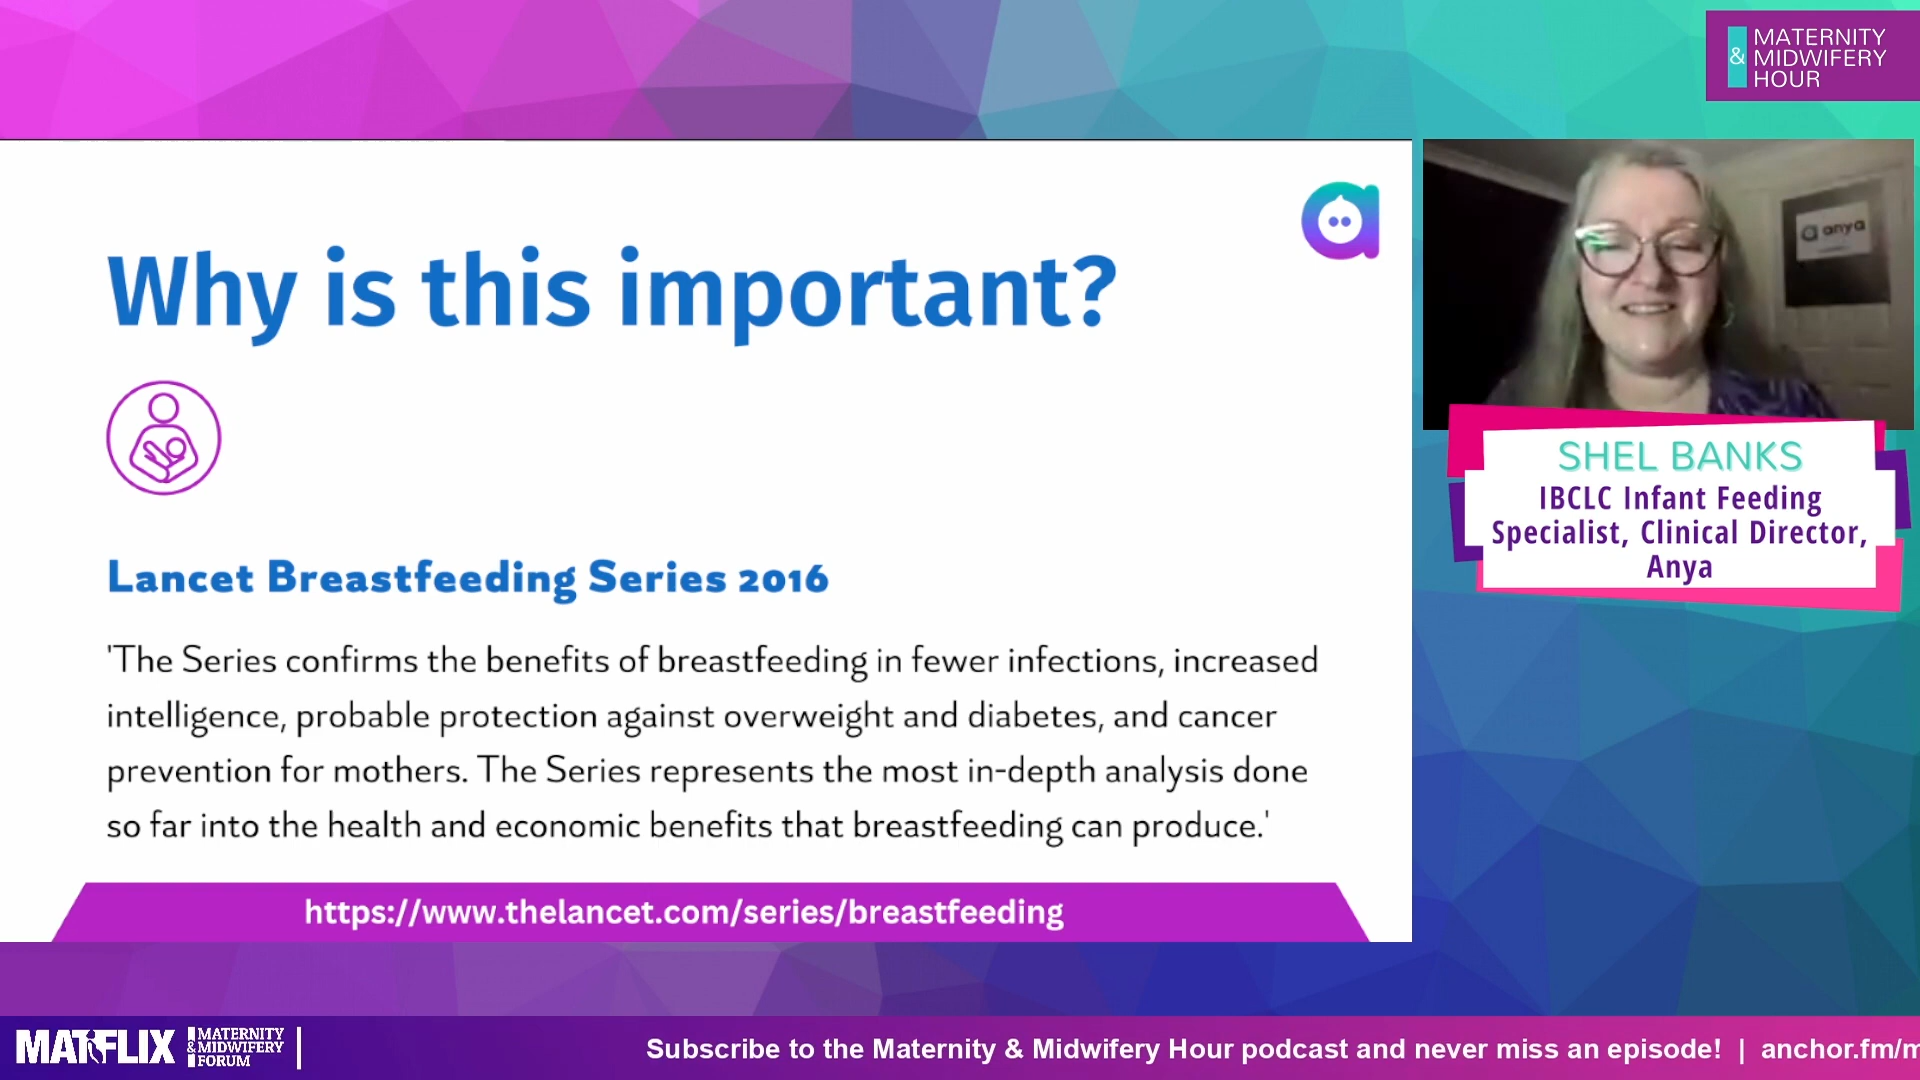 MATERNITY
& MIDWIFERY
HOUR
Why is this important?
anya
SHEL BANKS
IBCLC Infant Feeding
Specialist, Clinical Director,
Anya
Lancet Breastfeeding Series 2016
'The Series confirms the benefits of breastfeeding in fewer infections, increased
intelligence, probable protection against overweight and diabetes, and cancer
prevention for mothers. The Series represents the most in-depth analysis done
so far into the health and economic benefits that breastfeeding can produce.'
https://www.thelancet.com/series/breastfeeding
MATFLIX
MATERNITY
&MIDWIFERY
FORUM
Subscribe to the Maternity & Midwifery Hour podcast and never miss an episode! | anchor.fm/m